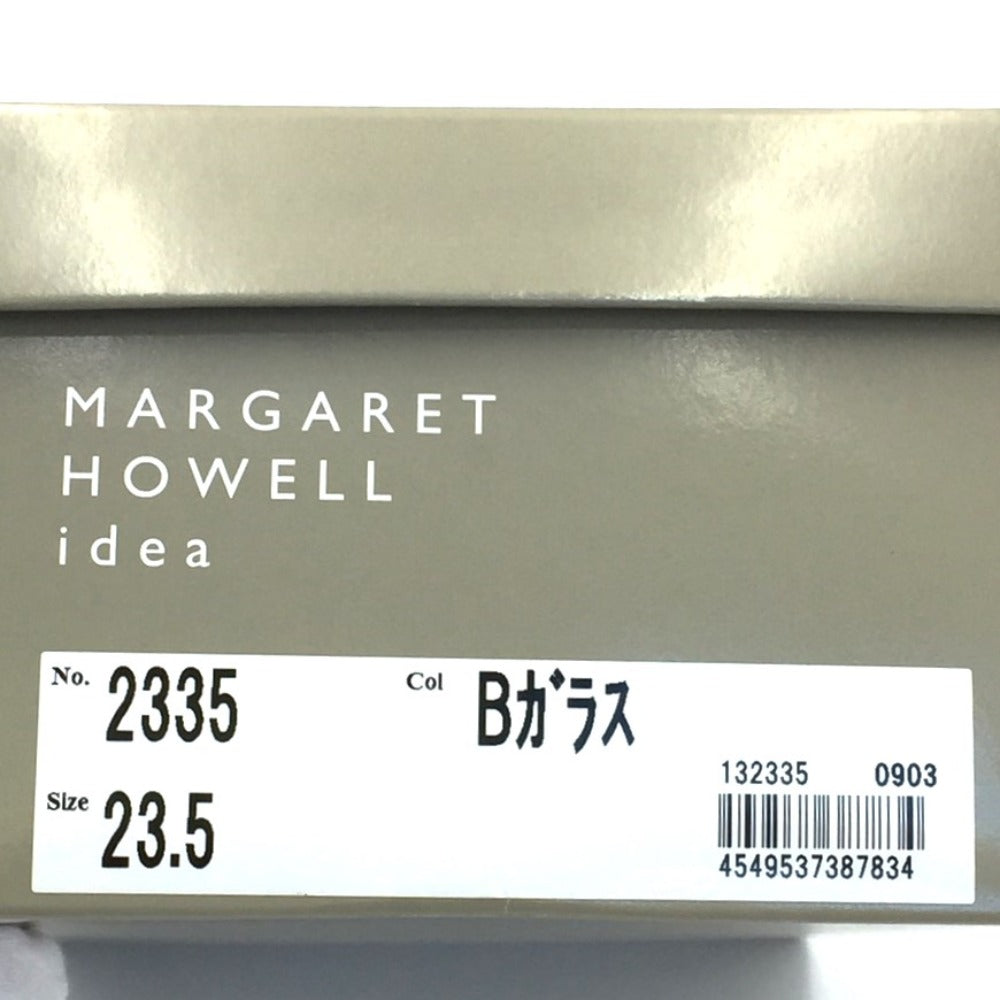 MARGARET
HOWELL
idea
No. 2335 Col Bガラス
132335 0903
Size 23.5
4549537387834